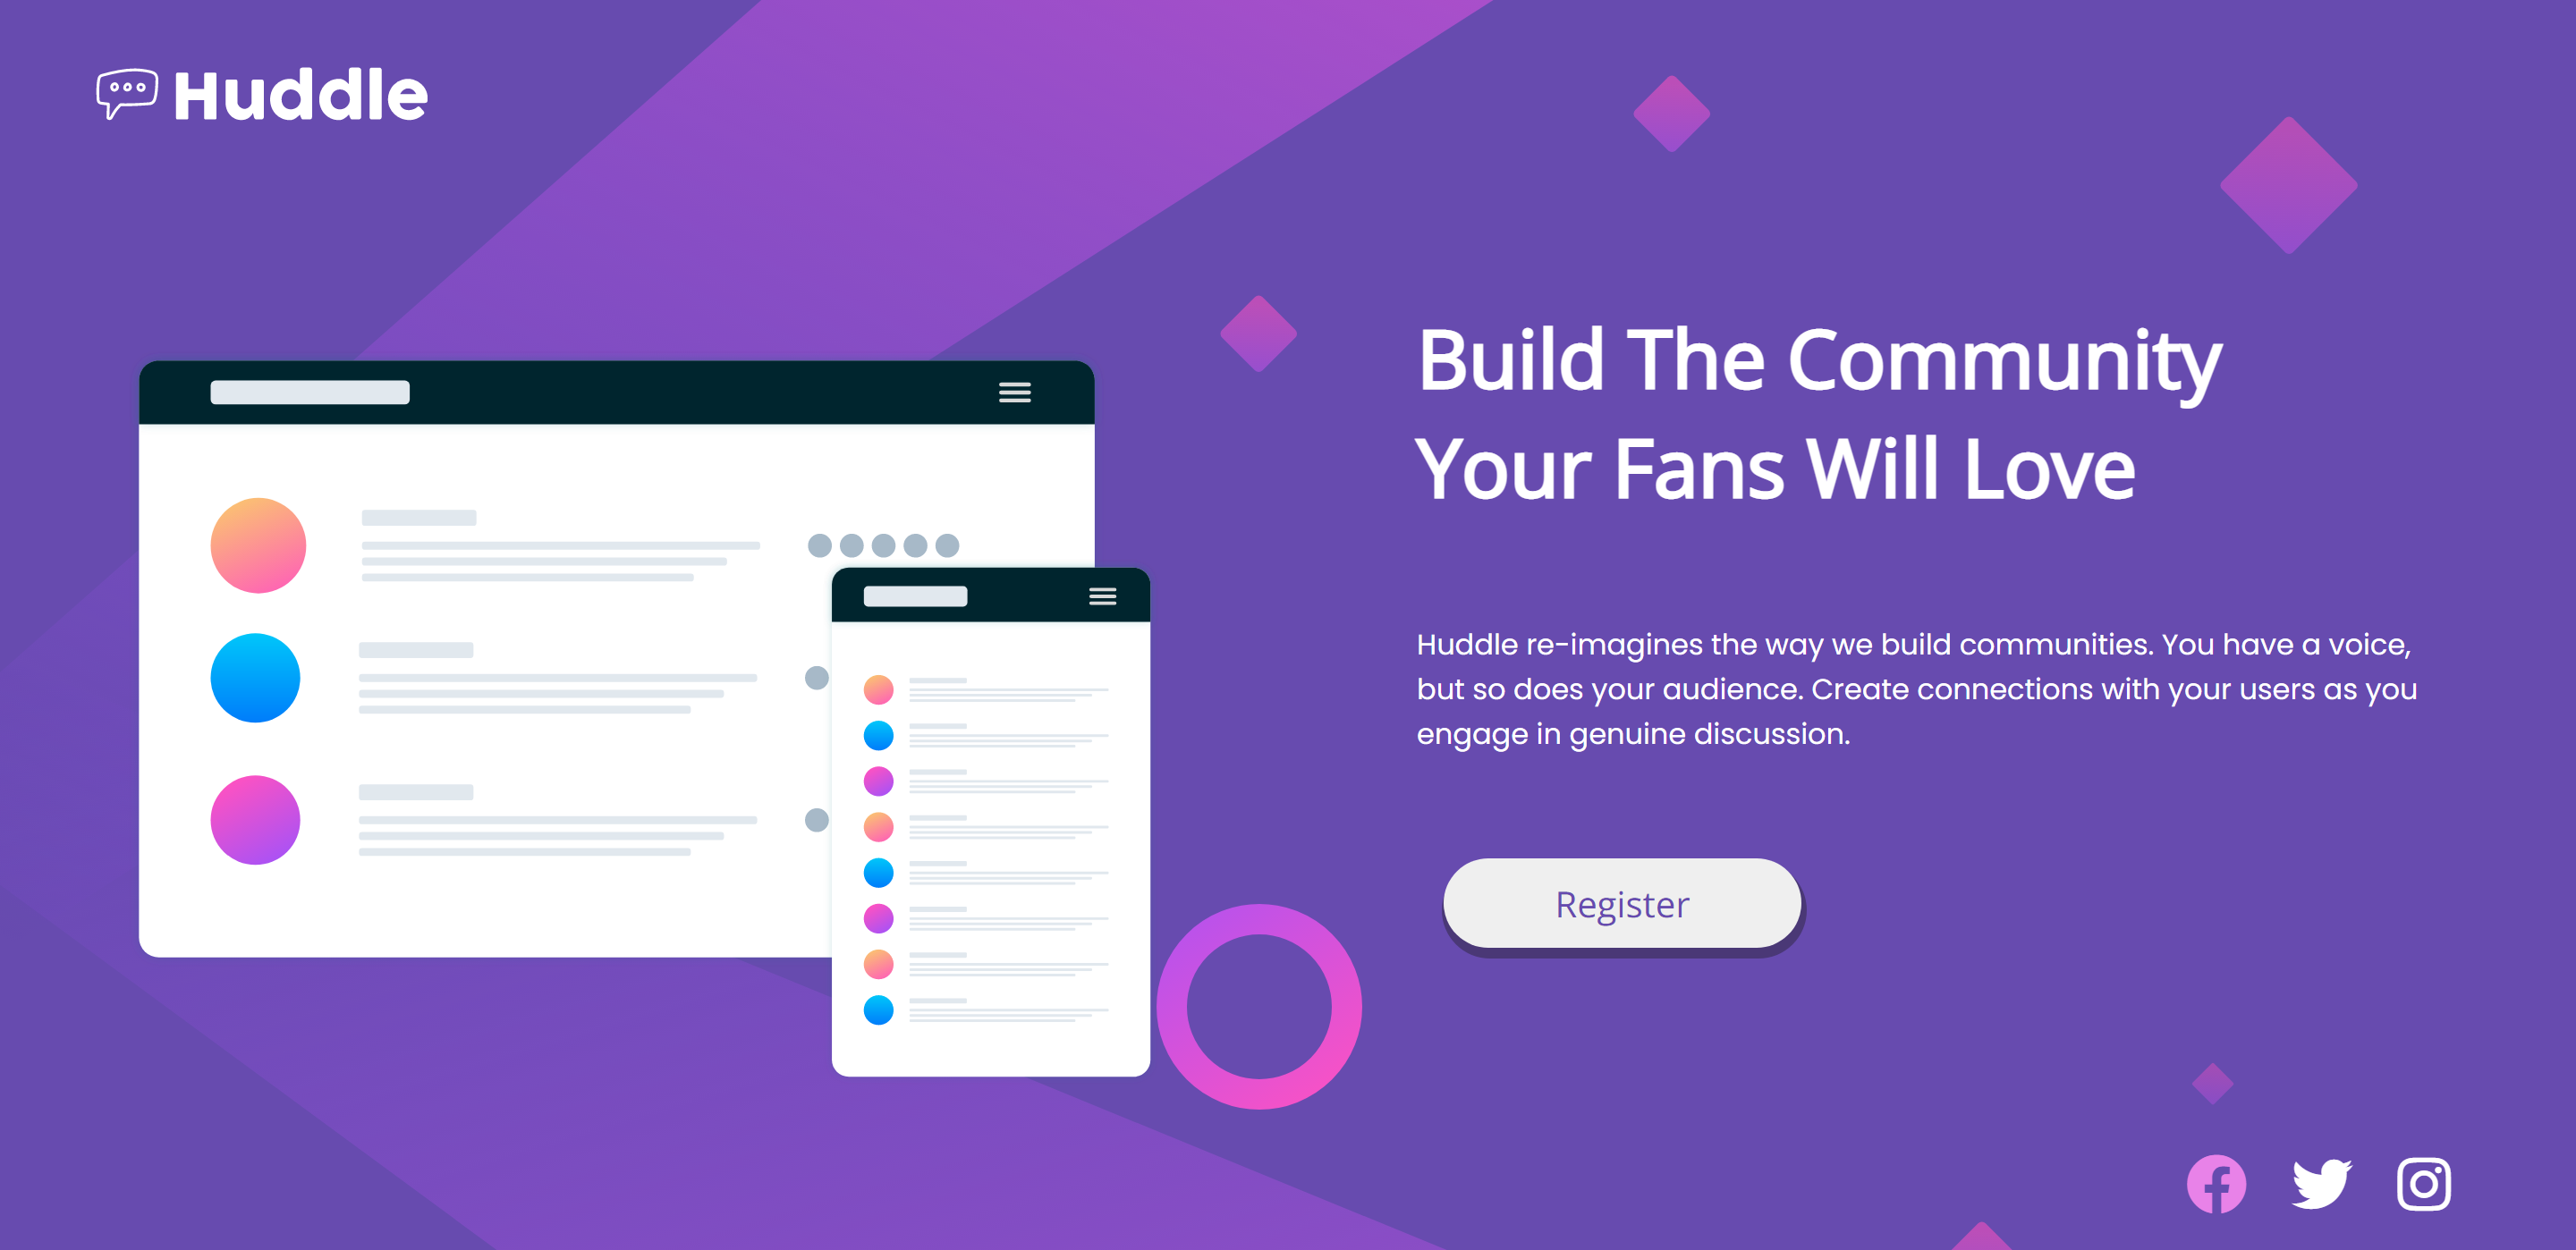 Huddle
Build The Community
Your Fans Will Love
Huddle re-imagines the way we build communities. You have a voice,
but so does your audience. Create connections with your users as you
engage in genuine discussion.
Register